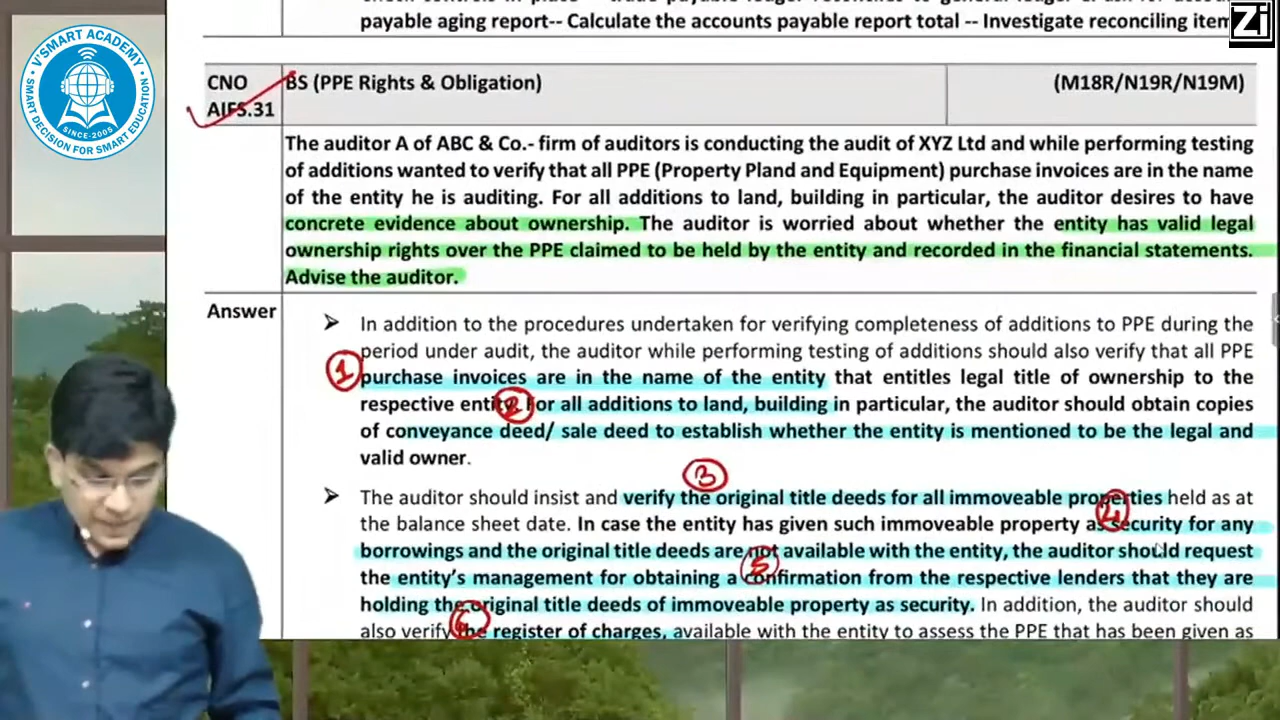 payable aging report-- Calculate the accounts payable report total -- Investigate reconciling item
V'SMART ACADEMY
SINCE-2005
SMART DECISION FOR SMART EDUCATION
CNO
AIFS.31
BS (PPE Rights & Obligation)
(M18R/N19R/N19M)
The auditor A of ABC & Co.- firm of auditors is conducting the audit of XYZ Ltd and while performing testing
of additions wanted to verify that all PPE (Property Pland and Equipment) purchase invoices are in the name
of the entity he is auditing. For all additions to land, building in particular, the auditor desires to have
concrete evidence about ownership. The auditor is worried about whether the entity has valid legal
ownership rights over the PPE claimed to be held by the entity and recorded in the financial statements.
Advise the auditor.
Answer
➤ In addition to the procedures undertaken for verifying completeness of additions to PPE during the
period under audit, the auditor while performing testing of additions should also verify that all PPE
1 purchase invoices are in the name of the entity that entitles legal title of ownership to the
respective entity. 2 For all additions to land, building in particular, the auditor should obtain copies
of conveyance deed/ sale deed to establish whether the entity is mentioned to be the legal and
valid owner.
3
➤ The auditor should insist and verify the original title deeds for all immoveable properties held as at
4
the balance sheet date. In case the entity has given such immoveable property as security for any
borrowings and the original title deeds are not available with the entity, the auditor should request
5
the entity's management for obtaining a confirmation from the respective lenders that they are
holding the original title deeds of immoveable property as security. In addition, the auditor should
6
also verify the register of charges, available with the entity to assess the PPE that has been given as